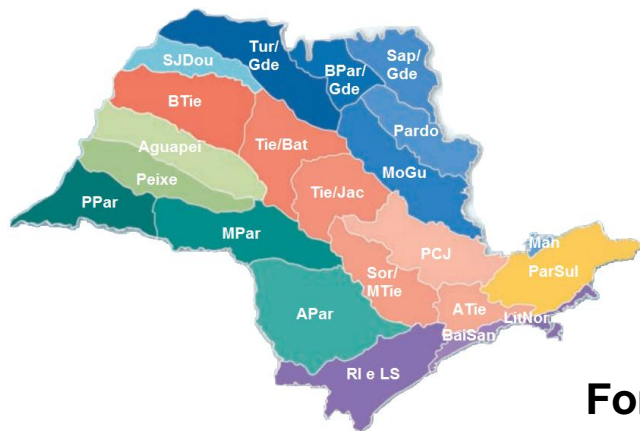 Tur/
Gde
SJDou
BPar/
Gde
Sap/
Gde
BTie
Pardo
Aguapei
Tie/Bat
MoGu
Peixe
Tie/Jac
PPar
MPar
PCJ
Man
ParSul
Sor/
MTie
APar
ATie
LitNor
BaiSan
RI e LS
For